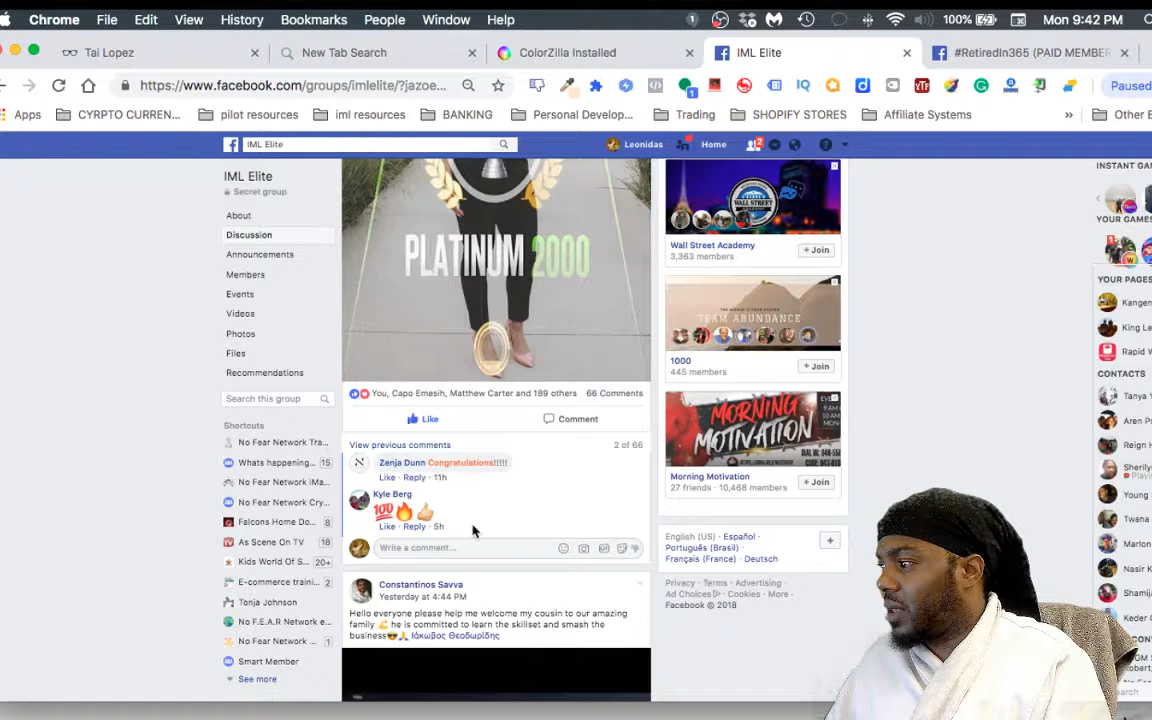 Chrome File Edit View History Bookmarks People Window Help
1 100% Mon 9:42 PM
Tai Lopez
New Tab Search
ColorZilla Installed
IML Elite
#RetiredIn365 (PAID MEMBER
https://www.facebook.com/groups/imlelite/?jazoe...
Paused
Apps CYRPTO CURREN... pilot resources iml resources BANKING Personal Develop... Trading SHOPIFY STORES Affiliate Systems » Other B
IML Elite
Leonidas
Home
2
IML Elite
Secret group
About
Discussion
Announcements
Members
Events
Videos
Photos
Files
Recommendations
Search this group
Shortcuts
No Fear Network Tra...
Whats happening... 15
No Fear Network iMa...
No Fear Network Cry...
Falcons Home Do... 8
As Scene On TV 18
Kids World Of S... 20+
E-commerce traini... 2
Tonja Johnson
No F.E.A.R Network e...
No Fear Network ... 1
Smart Member
See more
PLATINUM 2000
You, Capo Emesih, Matthew Carter and 189 others 66 Comments
Like Comment
View previous comments 2 of 66
Zenja Dunn Congratulations!!!!!
Like · Reply · 11h
Kyle Berg
💯🔥👍
Like · Reply · 5h
Write a comment...
Constantinos Savva
Yesterday at 4:44 PM
Hello everyone please help me welcome my cousin to our amazing
family 💪 he is committed to learn the skillset and smash the
business😎🙏 Ιάκωβος Θεοδωρίδης
WALL STREET
Wall Street Academy
3,363 members
+ Join
TEAM ABUNDANCE
1000
445 members
+ Join
MORNING
MOTIVATION
Morning Motivation
27 friends · 10,468 members
+ Join
English (US) · Español ·
Português (Brasil) ·
Français (France) · Deutsch
+
Privacy · Terms · Advertising ·
Ad Choices · Cookies · More
Facebook © 2018
INSTANT GA
YOUR GAMES
YOUR PAGES
Kangen
King Le
Rapid W
CONTACTS
Tanya
Aren P
Reign H
Sherily
Young
Twana
Marlon
Nasir K
Shamij
Keder